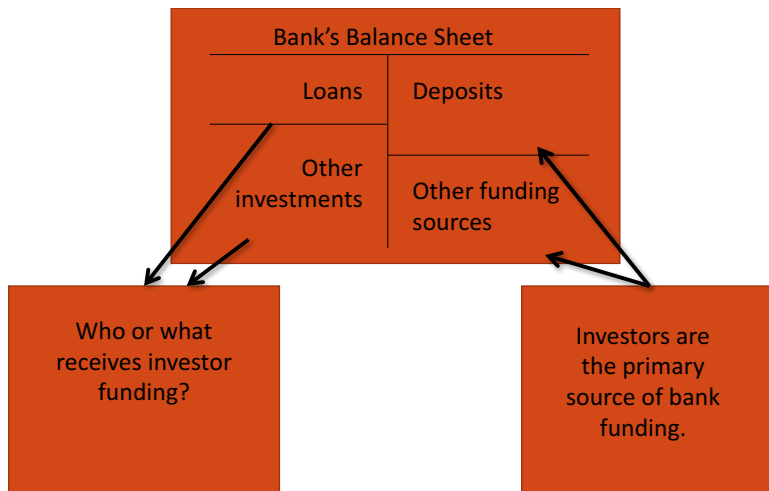 Bank’s Balance Sheet
Loans
Deposits
Other
investments
Other funding
sources
Who or what
receives investor
funding?
Investors are
the primary
source of bank
funding.